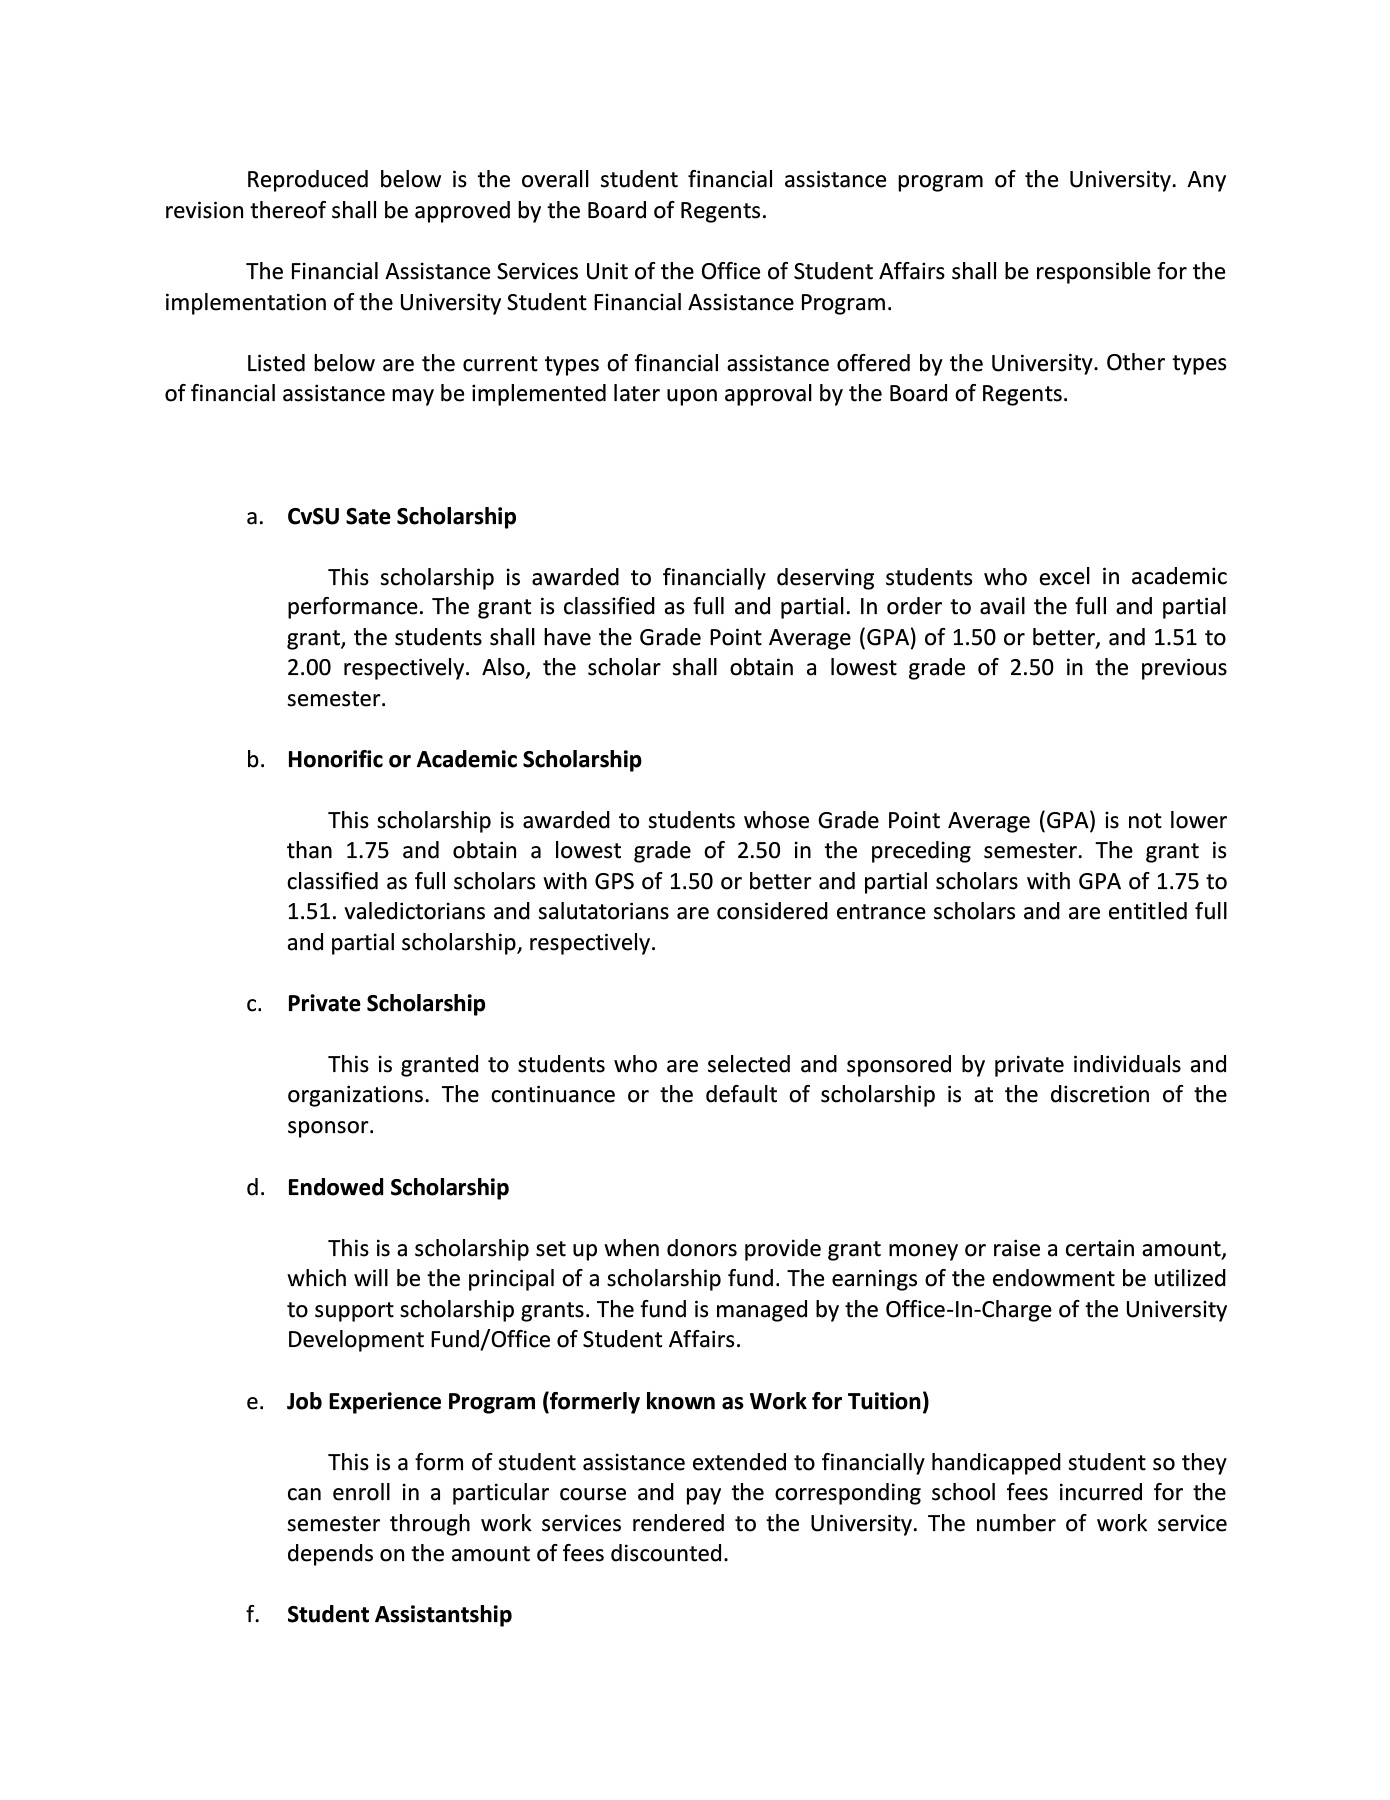 Reproduced below is the overall student financial assistance program of the University. Any
revision thereof shall be approved by the Board of Regents.
The Financial Assistance Services Unit of the Office of Student Affairs shall be responsible for the
implementation of the University Student Financial Assistance Program.
Listed below are the current types of financial assistance offered by the University. Other types
of financial assistance may be implemented later upon approval by the Board of Regents.
a. CvSU Sate Scholarship
This scholarship is awarded to financially deserving students who excel in academic
performance. The grant is classified as full and partial. In order to avail the full and partial
grant, the students shall have the Grade Point Average (GPA) of 1.50 or better, and 1.51 to
2.00 respectively. Also, the scholar shall obtain a lowest grade of 2.50 in the previous
semester.
b. Honorific or Academic Scholarship
This scholarship is awarded to students whose Grade Point Average (GPA) is not lower
than 1.75 and obtain a lowest grade of 2.50 in the preceding semester. The grant is
classified as full scholars with GPS of 1.50 or better and partial scholars with GPA of 1.75 to
1.51. valedictorians and salutatorians are considered entrance scholars and are entitled full
and partial scholarship, respectively.
c. Private Scholarship
This is granted to students who are selected and sponsored by private individuals and
organizations. The continuance or the default of scholarship is at the discretion of the
sponsor.
d. Endowed Scholarship
This is a scholarship set up when donors provide grant money or raise a certain amount,
which will be the principal of a scholarship fund. The earnings of the endowment be utilized
to support scholarship grants. The fund is managed by the Office-In-Charge of the University
Development Fund/Office of Student Affairs.
e. Job Experience Program (formerly known as Work for Tuition)
This is a form of student assistance extended to financially handicapped student so they
can enroll in a particular course and pay the corresponding school fees incurred for the
semester through work services rendered to the University. The number of work service
depends on the amount of fees discounted.
f. Student Assistantship